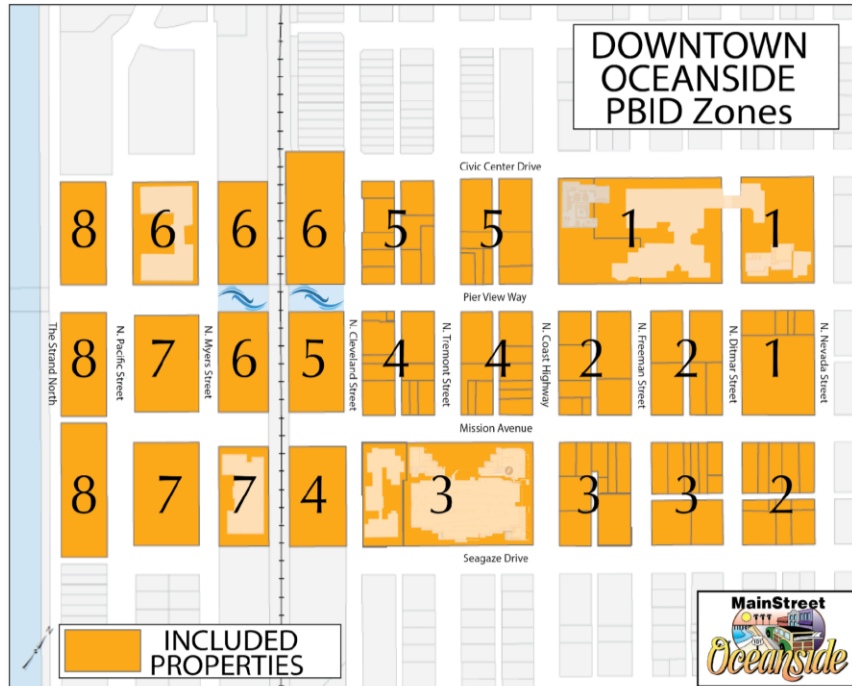 DOWNTOWN
OCEANSIDE
PBID Zones
Civic Center Drive
8 6 6 6 5 5 1 1
Pier View Way
The Strand North
N. Pacific Street
N. Myers Street
N. Cleveland Street
N. Tremont Street
N. Coast Highway
N. Freeman Street
N. Ditmar Street
N. Nevada Street
8 7 6 5 4 4 2 2 1
Mission Avenue
8 7 7 4 3 3 3 2
Seagaze Drive
N
INCLUDED
PROPERTIES
MainStreet
101
Oceanside